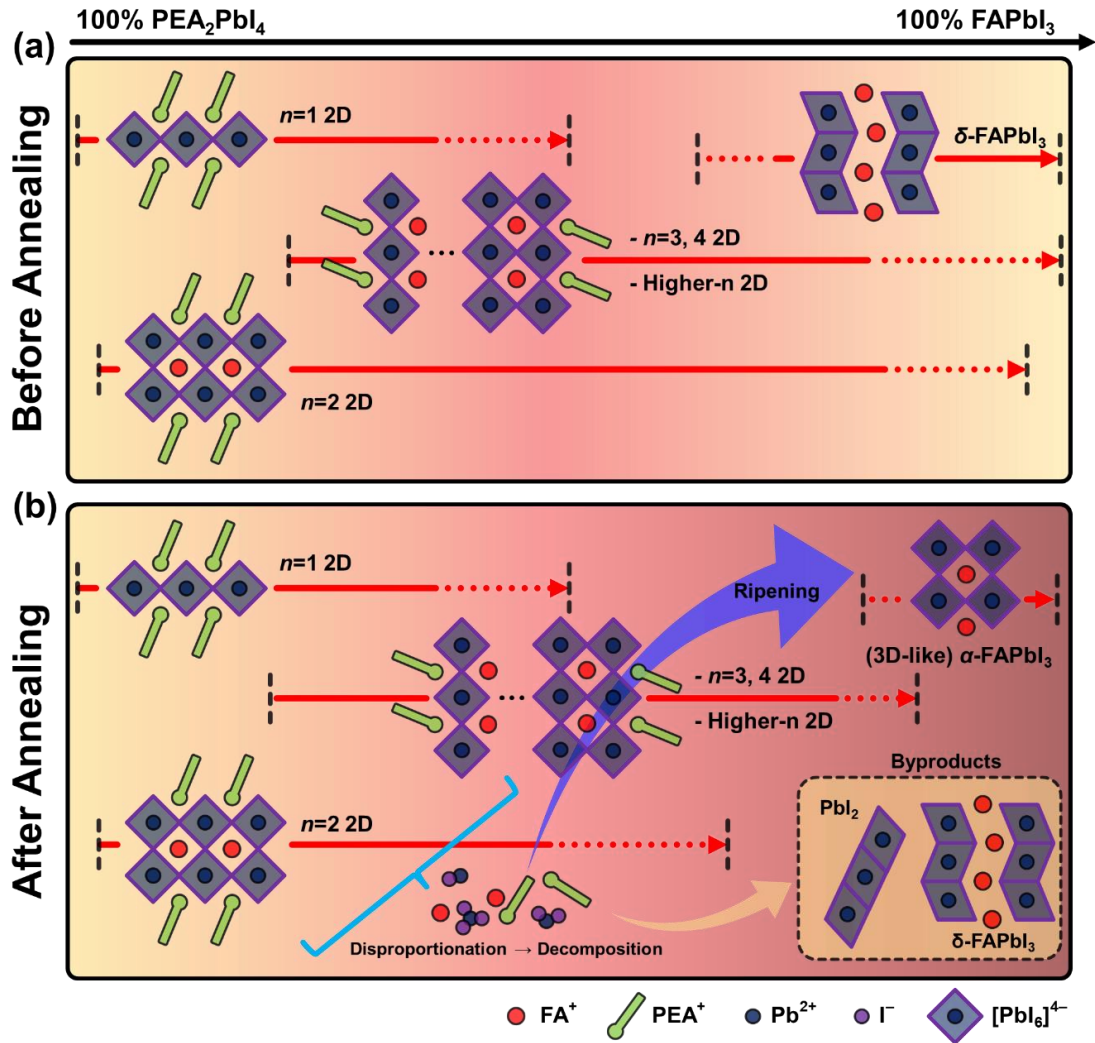 100% PEA₂PbI₄ 100% FAPbI₃
(a)
Before Annealing
n=1 2D
δ-FAPbI₃
...
- n=3, 4 2D
- Higher-n 2D
n=2 2D
(b)
After Annealing
n=1 2D
Ripening
(3D-like) α-FAPbI₃
...
- n=3, 4 2D
- Higher-n 2D
Byproducts
n=2 2D
PbI₂
δ-FAPbI₃
Disproportionation → Decomposition
FA⁺ PEA⁺ Pb²⁺ I⁻ [PbI₆]⁴⁻